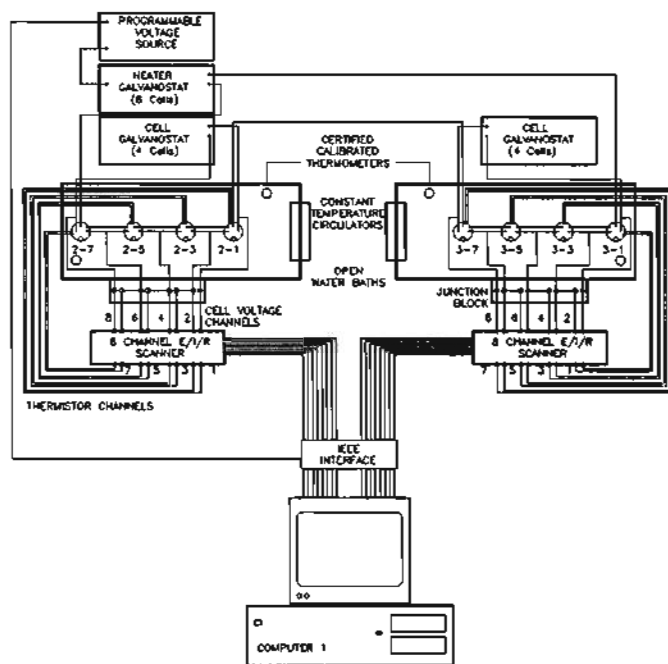 PROGRAMMABLE
VOLTAGE
SOURCE
HEATER
GALVANOSTAT
(8 Cells)
CELL
GALVANOSTAT
(4 Cells)
CERTIFIED
CALIBRATED
THERMOMETERS
CELL
GALVANOSTAT
(4 Cells)
CONSTANT
TEMPERATURE
CIRCULATORS
2-7 2-5 2-3 2-1
3-7 3-5 3-3 3-1
OPEN
WATER BATHS
JUNCTION
BLOCK
8 6 4 2
CELL VOLTAGE
CHANNELS
8 6 4 2
8 CHANNEL E/I/R
SCANNER
7 5 3 1
8 CHANNEL E/I/R
SCANNER
7 5 3 1
THERMISTOR CHANNELS
IEEE
INTERFACE
COMPUTER 1